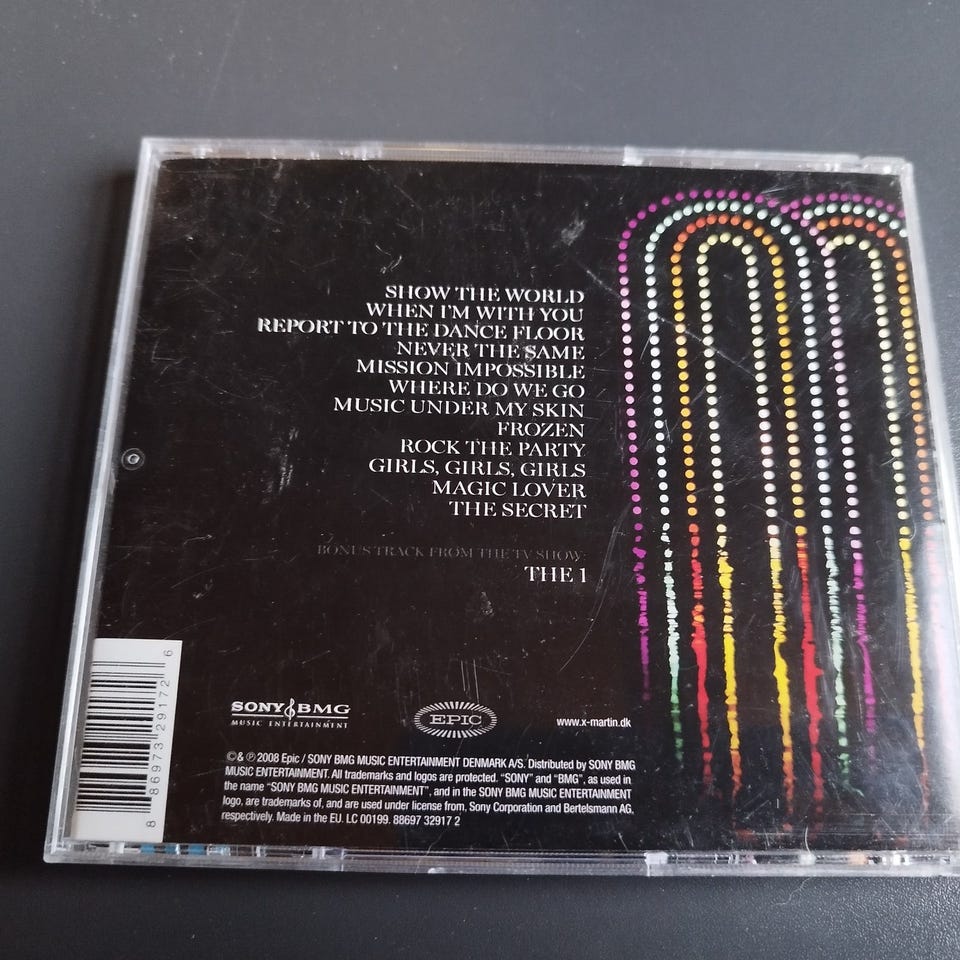 SHOW THE WORLD
WHEN I'M WITH YOU
REPORT TO THE DANCE FLOOR
NEVER THE SAME
MISSION IMPOSSIBLE
WHERE DO WE GO
MUSIC UNDER MY SKIN
FROZEN
ROCK THE PARTY
GIRLS, GIRLS, GIRLS
MAGIC LOVER
THE SECRET
BONUS TRACK FROM THE TV SHOW:
THE 1
8 86973 29172 6
SONY BMG
MUSIC ENTERTAINMENT
EPIC
www.x-martin.dk
©& ℗ 2008 Epic / SONY BMG MUSIC ENTERTAINMENT DENMARK A/S. Distributed by SONY BMG
MUSIC ENTERTAINMENT. All trademarks and logos are protected. "SONY" and "BMG", as used in
the name "SONY BMG MUSIC ENTERTAINMENT", and in the SONY BMG MUSIC ENTERTAINMENT
logo, are trademarks of, and are used under license from, Sony Corporation and Bertelsmann AG,
respectively. Made in the EU. LC 00199. 88697 32917 2